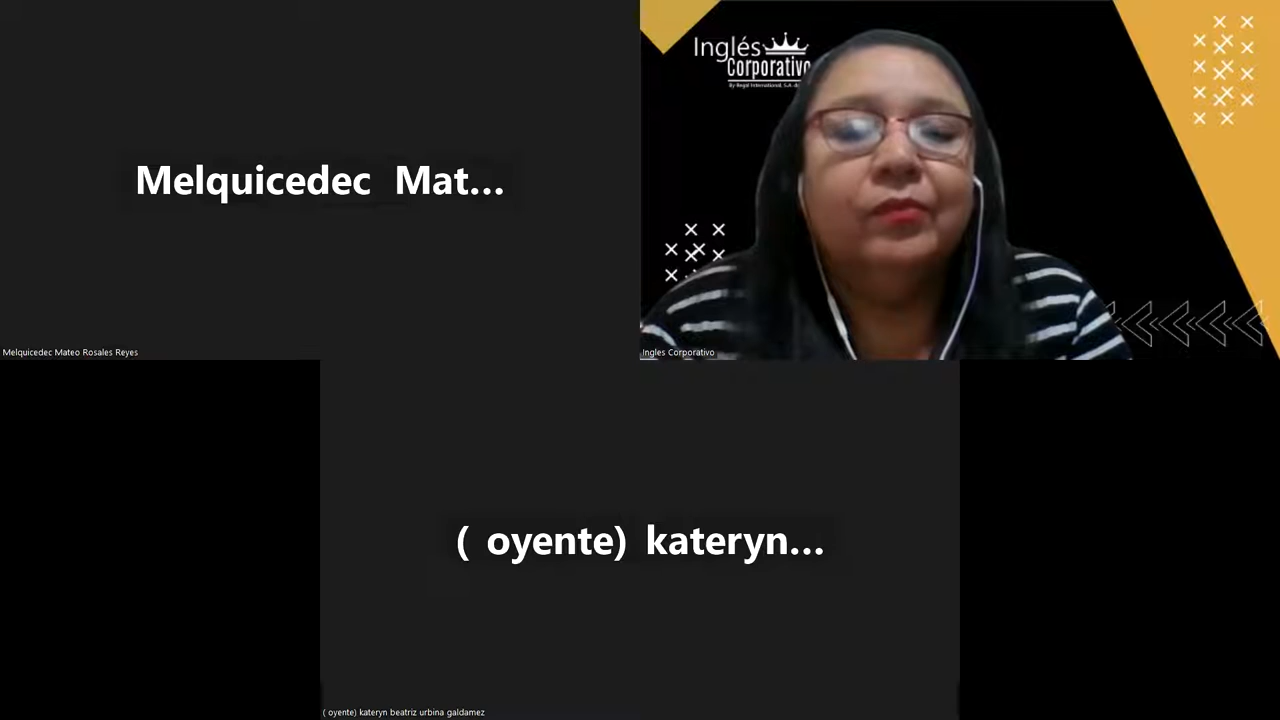 Melquicedec Mat...
Melquicedec Mateo Rosales Reyes
Inglés
Corporativo
Ingles Corporativo
( oyente) kateryn...
( oyente) kateryn beatriz urbina galdamez